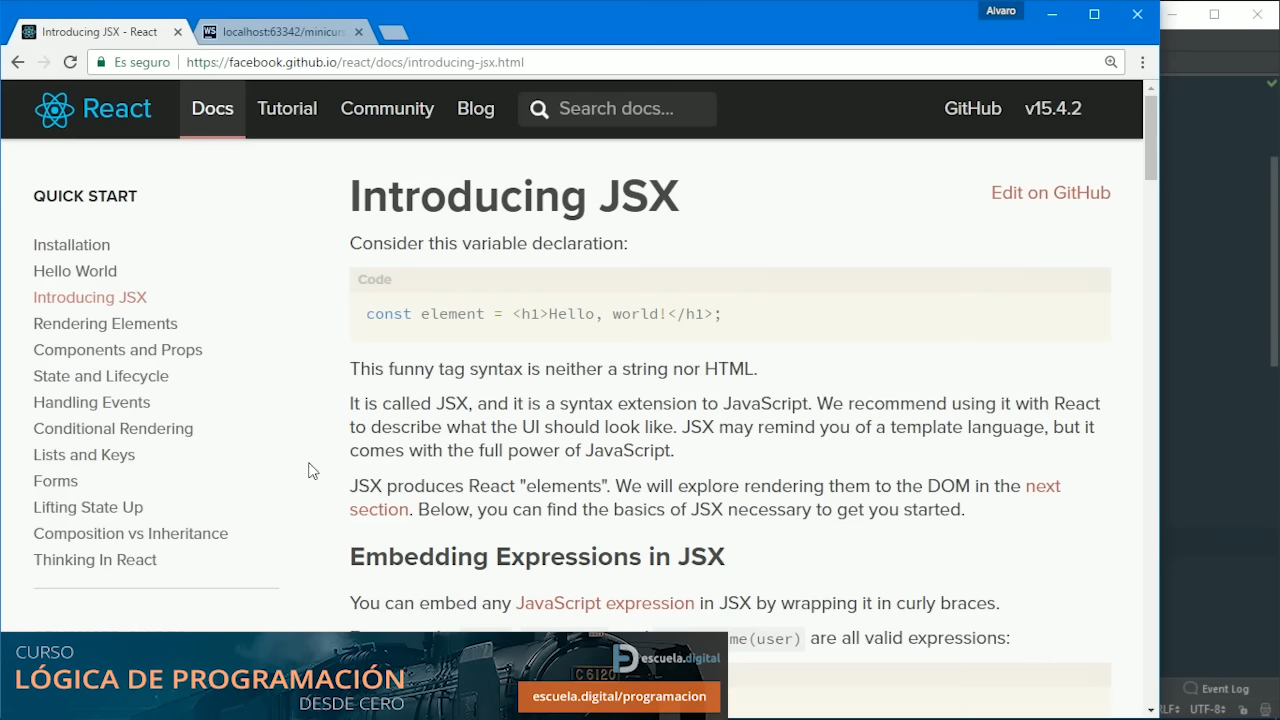 Alvaro
Introducing JSX - React
WS localhost:63342/minicurs
Es seguro
https://facebook.github.io/react/docs/introducing-jsx.html
React
Docs
Tutorial
Community
Blog
Search docs...
GitHub
v15.4.2
QUICK START
Installation
Hello World
Introducing JSX
Rendering Elements
Components and Props
State and Lifecycle
Handling Events
Conditional Rendering
Lists and Keys
Forms
Lifting State Up
Composition vs Inheritance
Thinking In React
Introducing JSX
Edit on GitHub
Consider this variable declaration:
Code
const element = <h1>Hello, world!</h1>;
This funny tag syntax is neither a string nor HTML.
It is called JSX, and it is a syntax extension to JavaScript. We recommend using it with React
to describe what the UI should look like. JSX may remind you of a template language, but it
comes with the full power of JavaScript.
JSX produces React "elements". We will explore rendering them to the DOM in the next
section. Below, you can find the basics of JSX necessary to get you started.
Embedding Expressions in JSX
You can embed any JavaScript expression in JSX by wrapping it in curly braces.
me(user) are all valid expressions:
CURSO
LÓGICA DE PROGRAMACIÓN
DESDE CERO
C6120
escuela.digital
escuela.digital/programacion
Event Log
LF÷ UTF-8÷